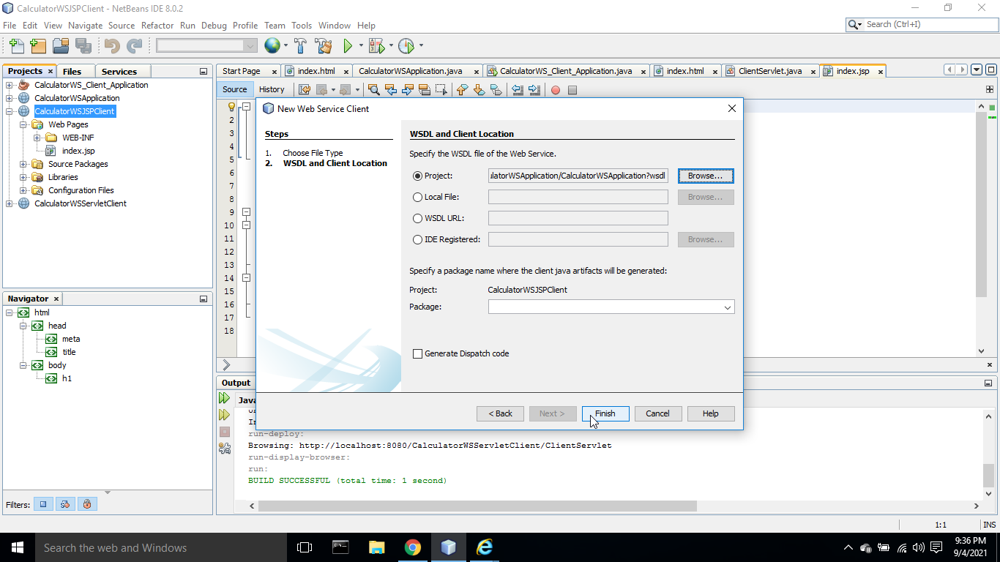 CalculatorWSJSPClient - NetBeans IDE 8.0.2
File Edit View Navigate Source Refactor Run Debug Profile Team Tools Window Help
Search (Ctrl+I)
Projects Files Services
Start Page index.html CalculatorWSApplication.java CalculatorWS_Client_Application.java index.html ClientServlet.java index.jsp
Source History
CalculatorWS_Client_Application
CalculatorWSApplication
CalculatorWSJSPClient
Web Pages
WEB-INF
index.jsp
Source Packages
Libraries
Configuration Files
CalculatorWSServletClient
2
3
4
5
6
7
8
9
10
11
12
13
14
15
16
17
18
New Web Service Client
Steps
1. Choose File Type
2. WSDL and Client Location
WSDL and Client Location
Specify the WSDL file of the Web Service.
Project: ulatorWSApplication/CalculatorWSApplication?wsdl Browse...
Local File: Browse...
WSDL URL:
IDE Registered: Browse...
Specify a package name where the client java artifacts will be generated:
Project: CalculatorWSJSPClient
Package:
Generate Dispatch code
< Back Next > Finish Cancel Help
Navigator
html
head
meta
title
body
h1
Filters:
Output
Java
In
run-deploy:
Browsing: http://localhost:8080/CalculatorWSServletClient/ClientServlet
run-display-browser:
run:
BUILD SUCCESSFUL (total time: 1 second)
1:1 INS
Search the web and Windows
9:36 PM
9/4/2021